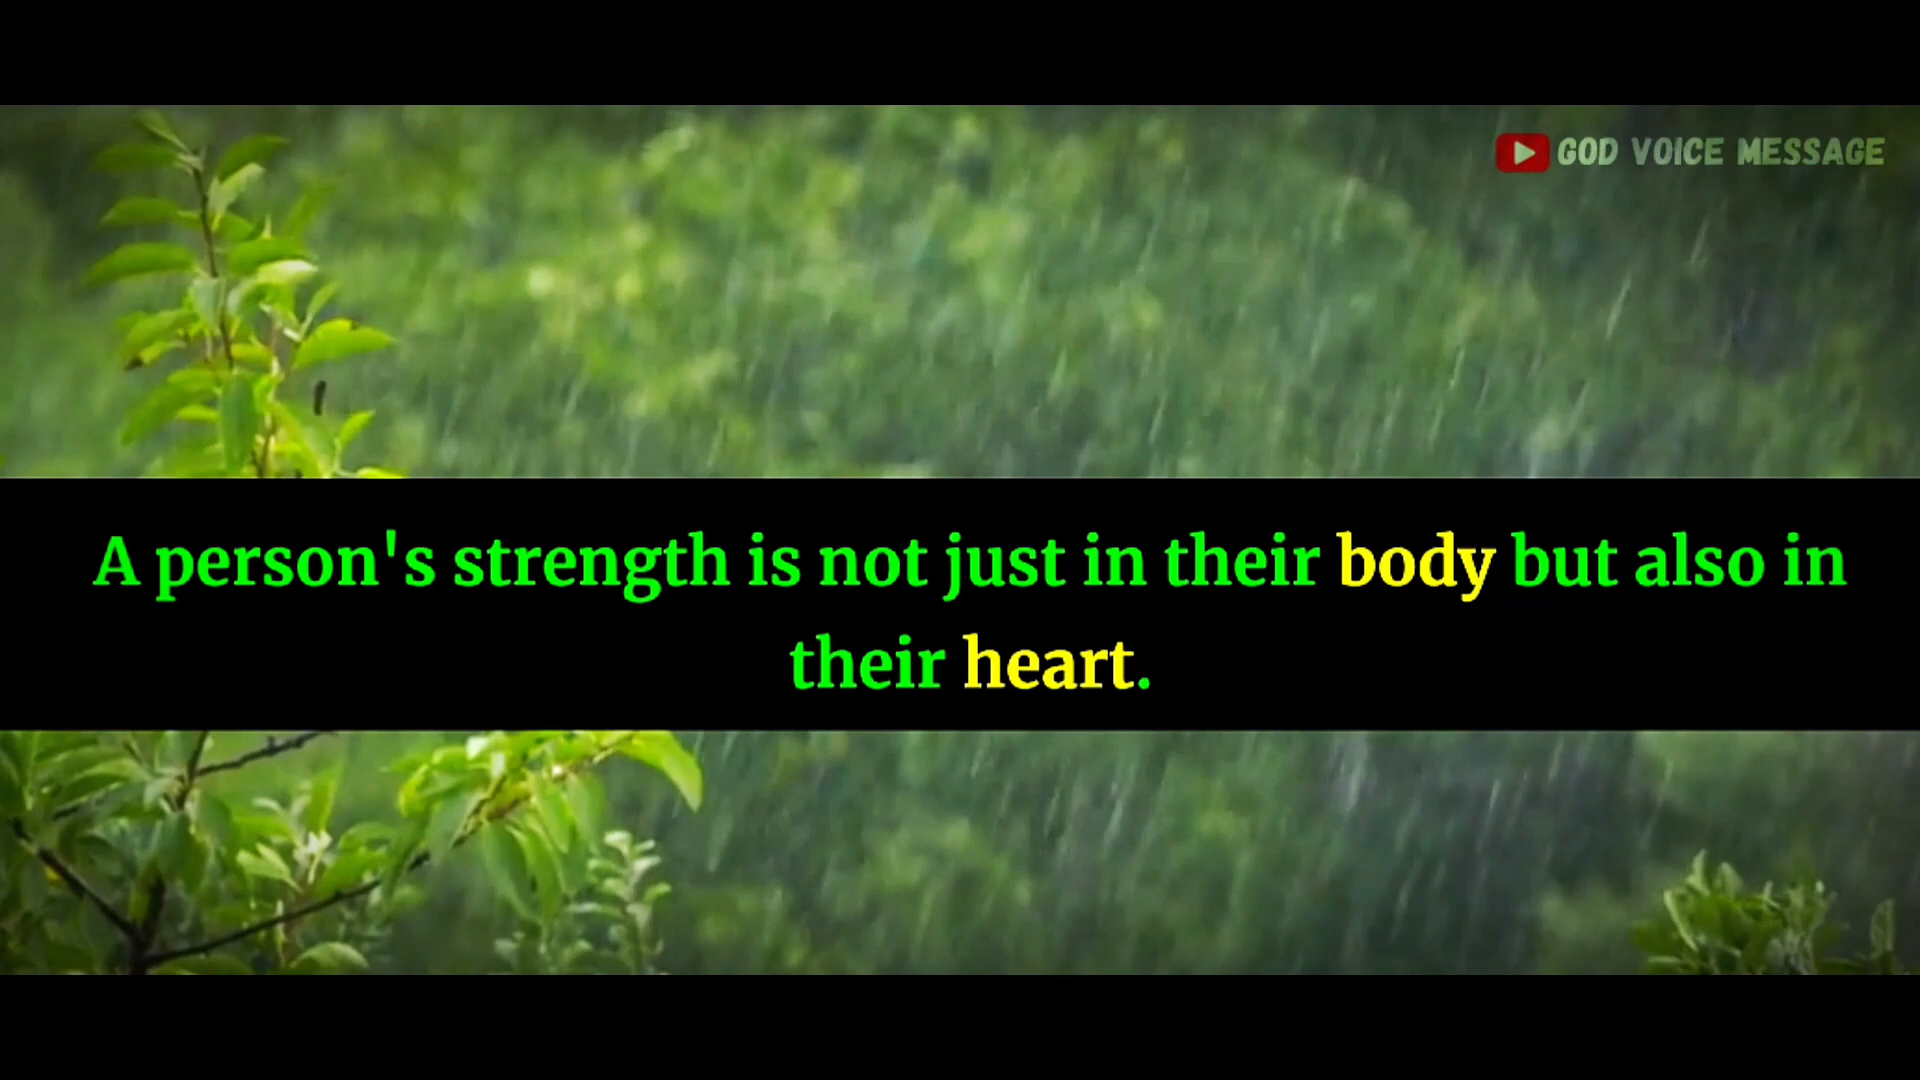 GOD VOICE MESSAGE
A person's strength is not just in their body but also in
their heart.